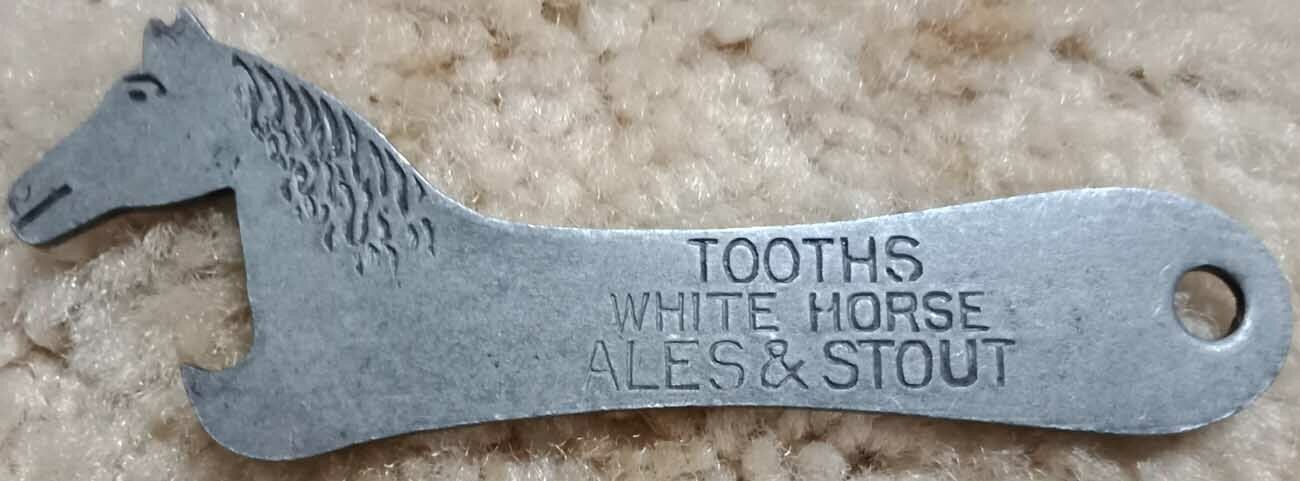 TOOTHS
WHITE HORSE
ALES & STOUT